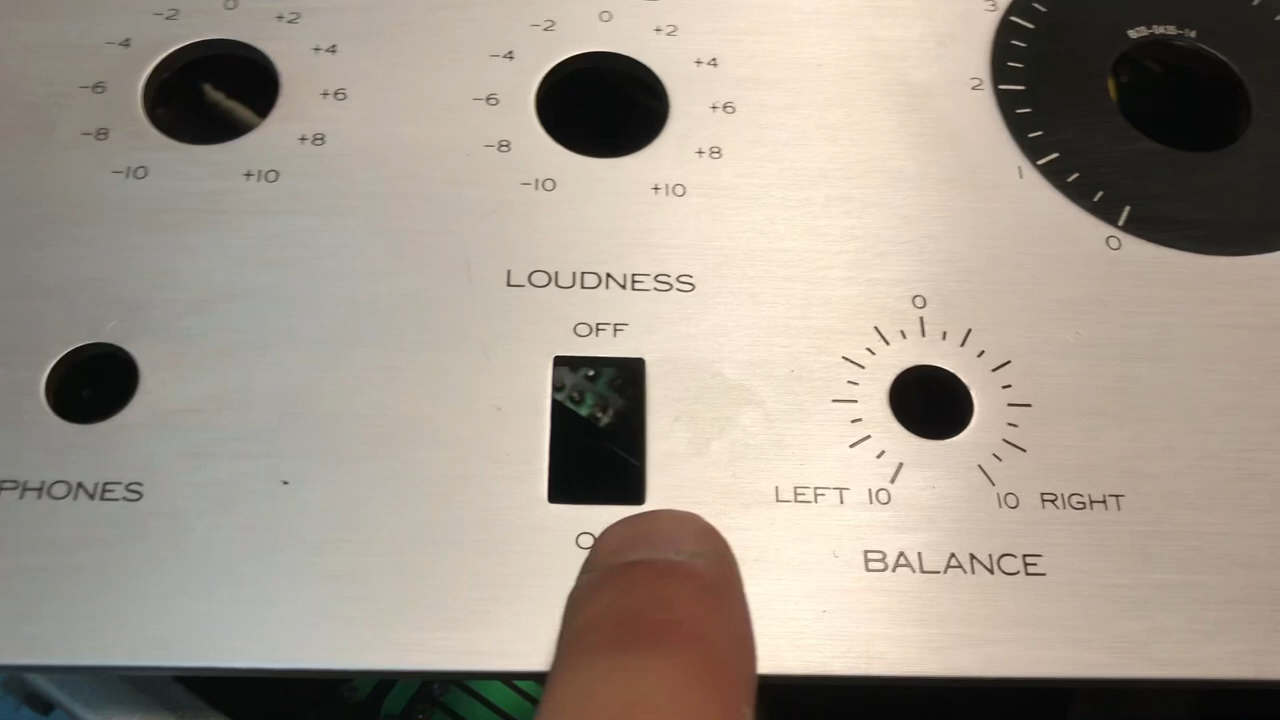 -2 0 +2
-4 +4
-6 +6
-8 +8
-10 +10
-2 0 +2
-4 +4
-6 +6
-8 +8
-10 +10
3
2
1
0
LOUDNESS
OFF
PHONES
0
LEFT 10 10 RIGHT
BALANCE